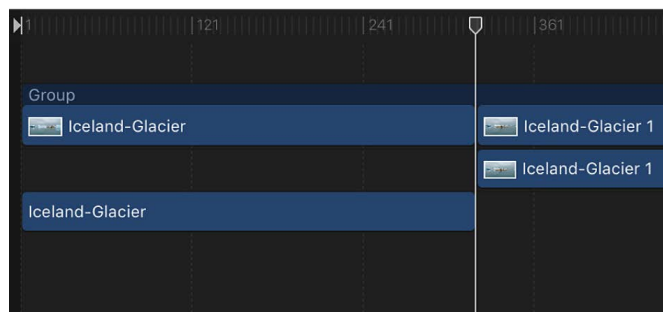 1 121 241 361
Group
Iceland-Glacier Iceland-Glacier 1
Iceland-Glacier 1
Iceland-Glacier